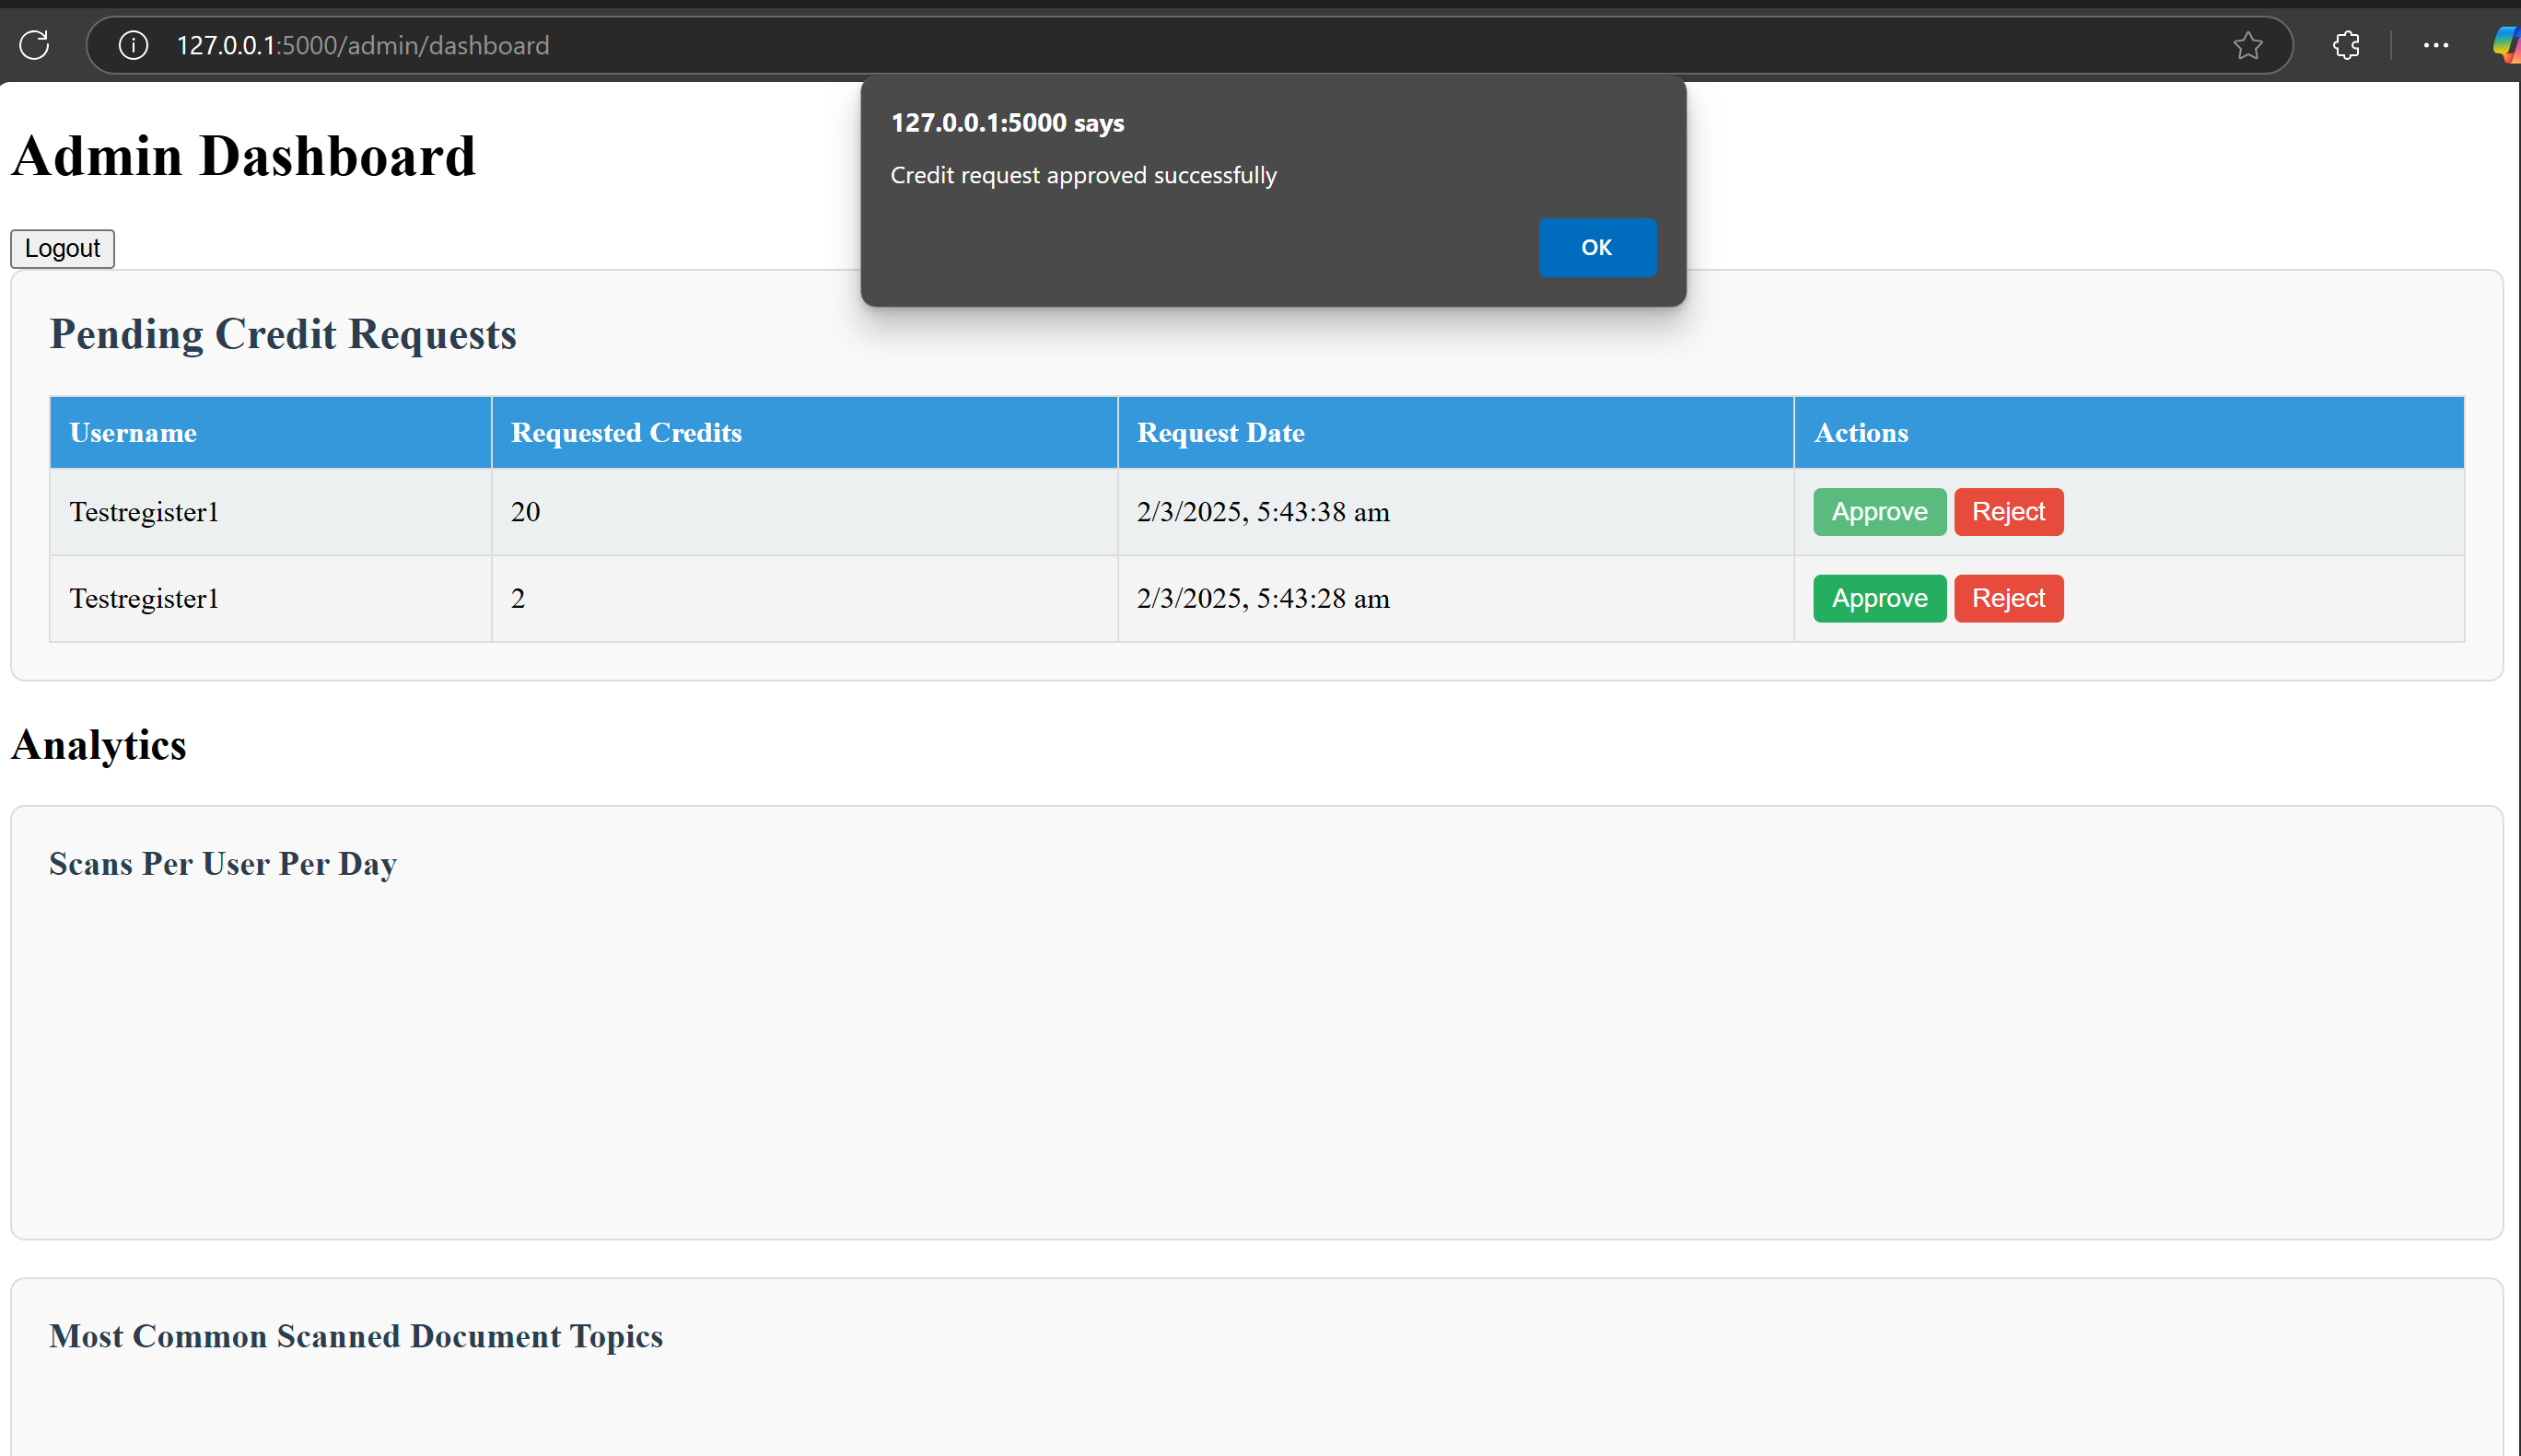 127.0.0.1:5000/admin/dashboard
127.0.0.1:5000 says
Credit request approved successfully
OK
Admin Dashboard
Logout
Pending Credit Requests
Username Requested Credits Request Date Actions
Testregister1 20 2/3/2025, 5:43:38 am Approve Reject
Testregister1 2 2/3/2025, 5:43:28 am Approve Reject
Analytics
Scans Per User Per Day
Most Common Scanned Document Topics